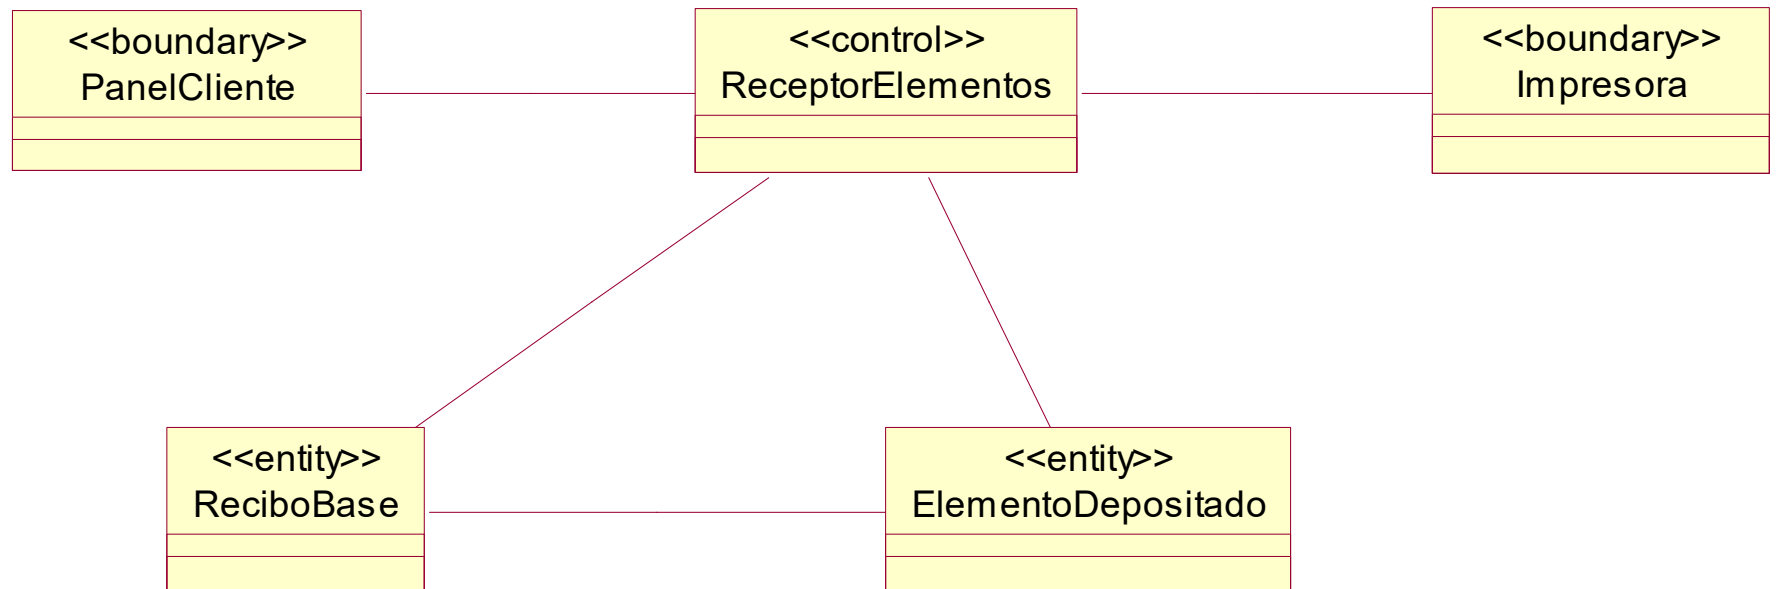 <<boundary>>
PanelCliente
<<control>>
ReceptorElementos
<<boundary>>
Impresora
<<entity>>
ReciboBase
<<entity>>
ElementoDepositado